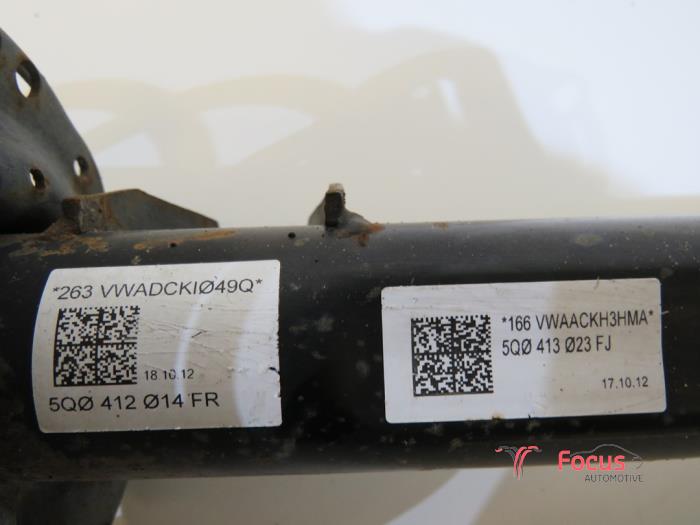 *263 VWADCKIØ49Q*
18.10.12
5QØ 412 Ø14 FR
*166 VWAACKH3HMA*
5QØ 413 Ø23 FJ
17.10.12
Focus
AUTOMOTIVE